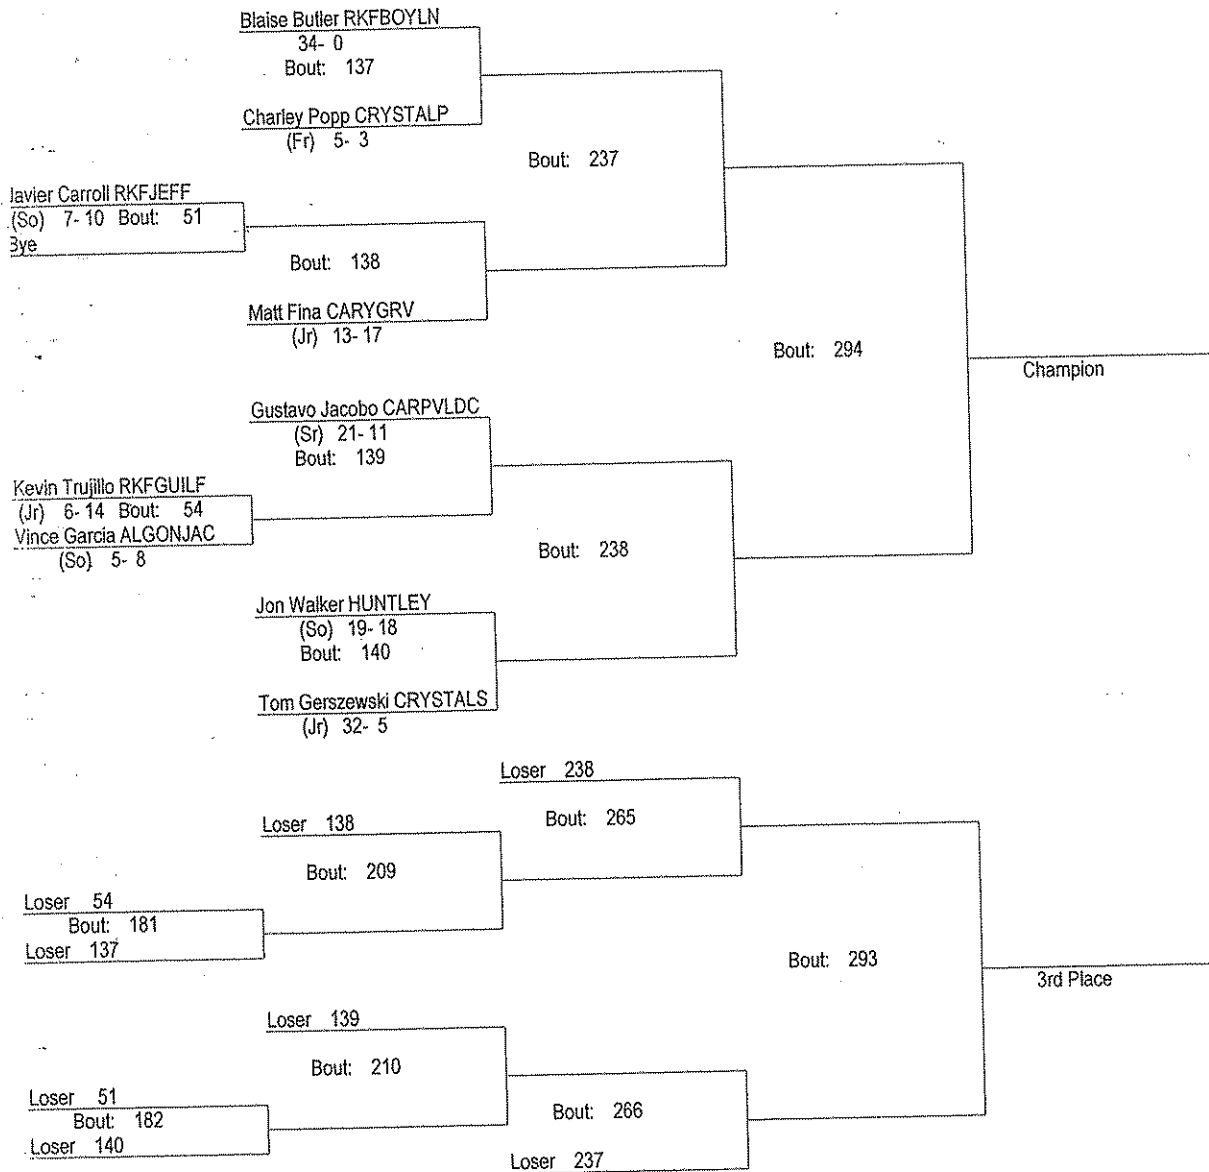 Blaise Butler RKFBOYLN
34- 0
Bout: 137
Charley Popp CRYSTALP
(Fr) 5- 3
Bout: 237
Javier Carroll RKFJEFF
(So) 7- 10 Bout: 51
Bye
Bout: 138
Matt Fina CARYGRV
(Jr) 13- 17
Bout: 294
Champion
Gustavo Jacobo CARPVLDC
(Sr) 21- 11
Bout: 139
Kevin Trujillo RKFGUILF
(Jr) 6- 14 Bout: 54
Vince Garcia ALGONJAC
(So) 5- 8
Bout: 238
Jon Walker HUNTLEY
(So) 19- 18
Bout: 140
Tom Gerszewski CRYSTALS
(Jr) 32- 5
Loser 238
Bout: 265
Loser 138
Bout: 209
Loser 54
Bout: 181
Loser 137
Bout: 293
3rd Place
Loser 139
Bout: 210
Loser 51
Bout: 182
Loser 140
Bout: 266
Loser 237